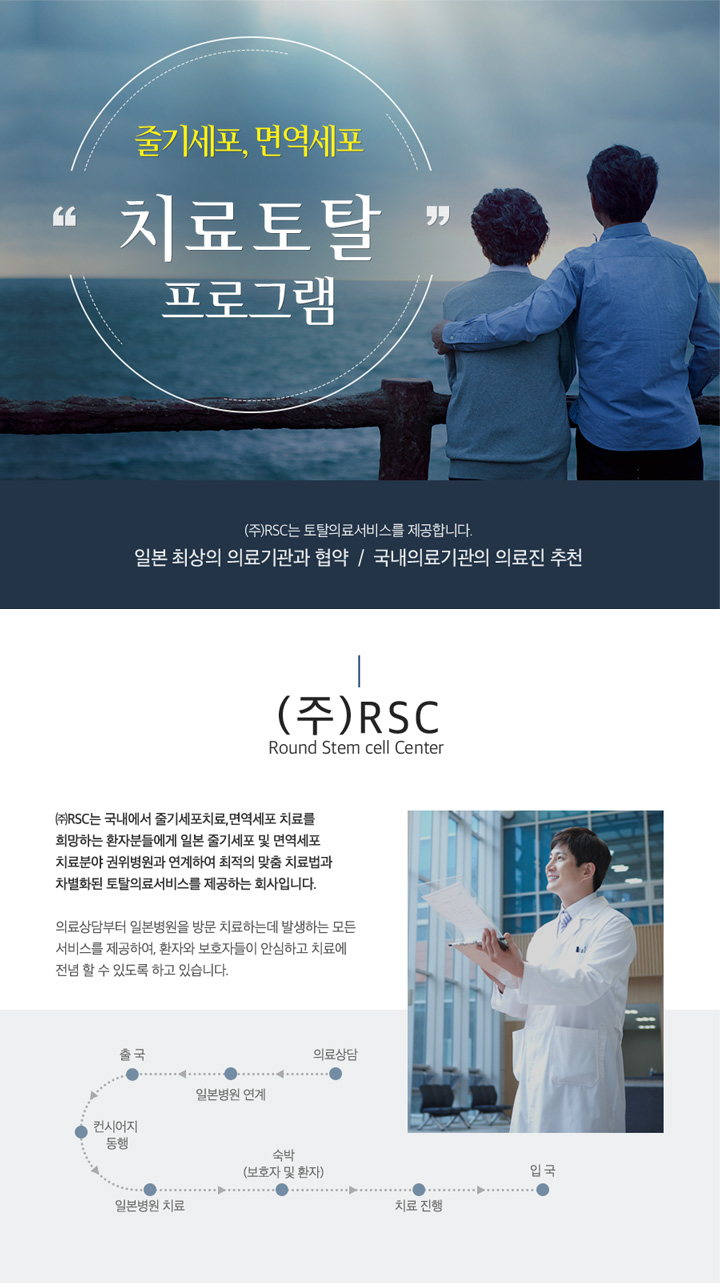 줄기세포, 면역세포
“ 치료토탈 ”
프로그램
(주)RSC는 토탈의료서비스를 제공합니다.
일본 최상의 의료기관과 협약 / 국내의료기관의 의료진 추천
(주)RSC
Round Stem cell Center
㈜RSC는 국내에서 줄기세포치료,면역세포 치료를
희망하는 환자분들에게 일본 줄기세포 및 면역세포
치료분야 권위병원과 연계하여 최적의 맞춤 치료법과
차별화된 토탈의료서비스를 제공하는 회사입니다.
의료상담부터 일본병원을 방문 치료하는데 발생하는 모든
서비스를 제공하여, 환자와 보호자들이 안심하고 치료에
전념 할 수 있도록 하고 있습니다.
의료상담
일본병원 연계
출 국
컨시어지
동행
일본병원 치료
숙박
(보호자 및 환자)
치료 진행
입 국